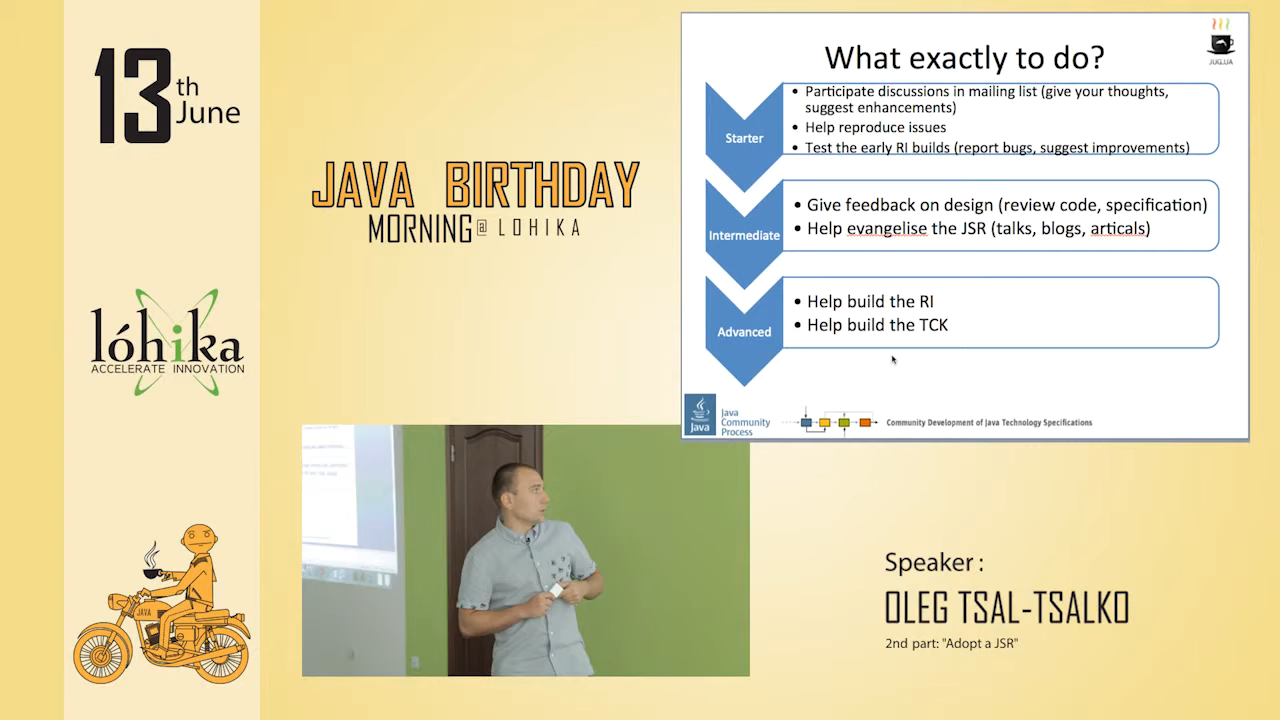 13
th
June
lóhika
ACCELERATE INNOVATION
JAVA
JAVA BIRTHDAY
MORNING @ LOHIKA
What exactly to do?
JUG.UA
Starter
• Participate discussions in mailing list (give your thoughts,
suggest enhancements)
• Help reproduce issues
• Test the early RI builds (report bugs, suggest improvements)
Intermediate
• Give feedback on design (review code, specification)
• Help evangelise the JSR (talks, blogs, articals)
Advanced
• Help build the RI
• Help build the TCK
Java
Java
Community
Process
Community Development of Java Technology Specifications
Speaker :
OLEG TSAL-TSALKO
2nd part: "Adopt a JSR"